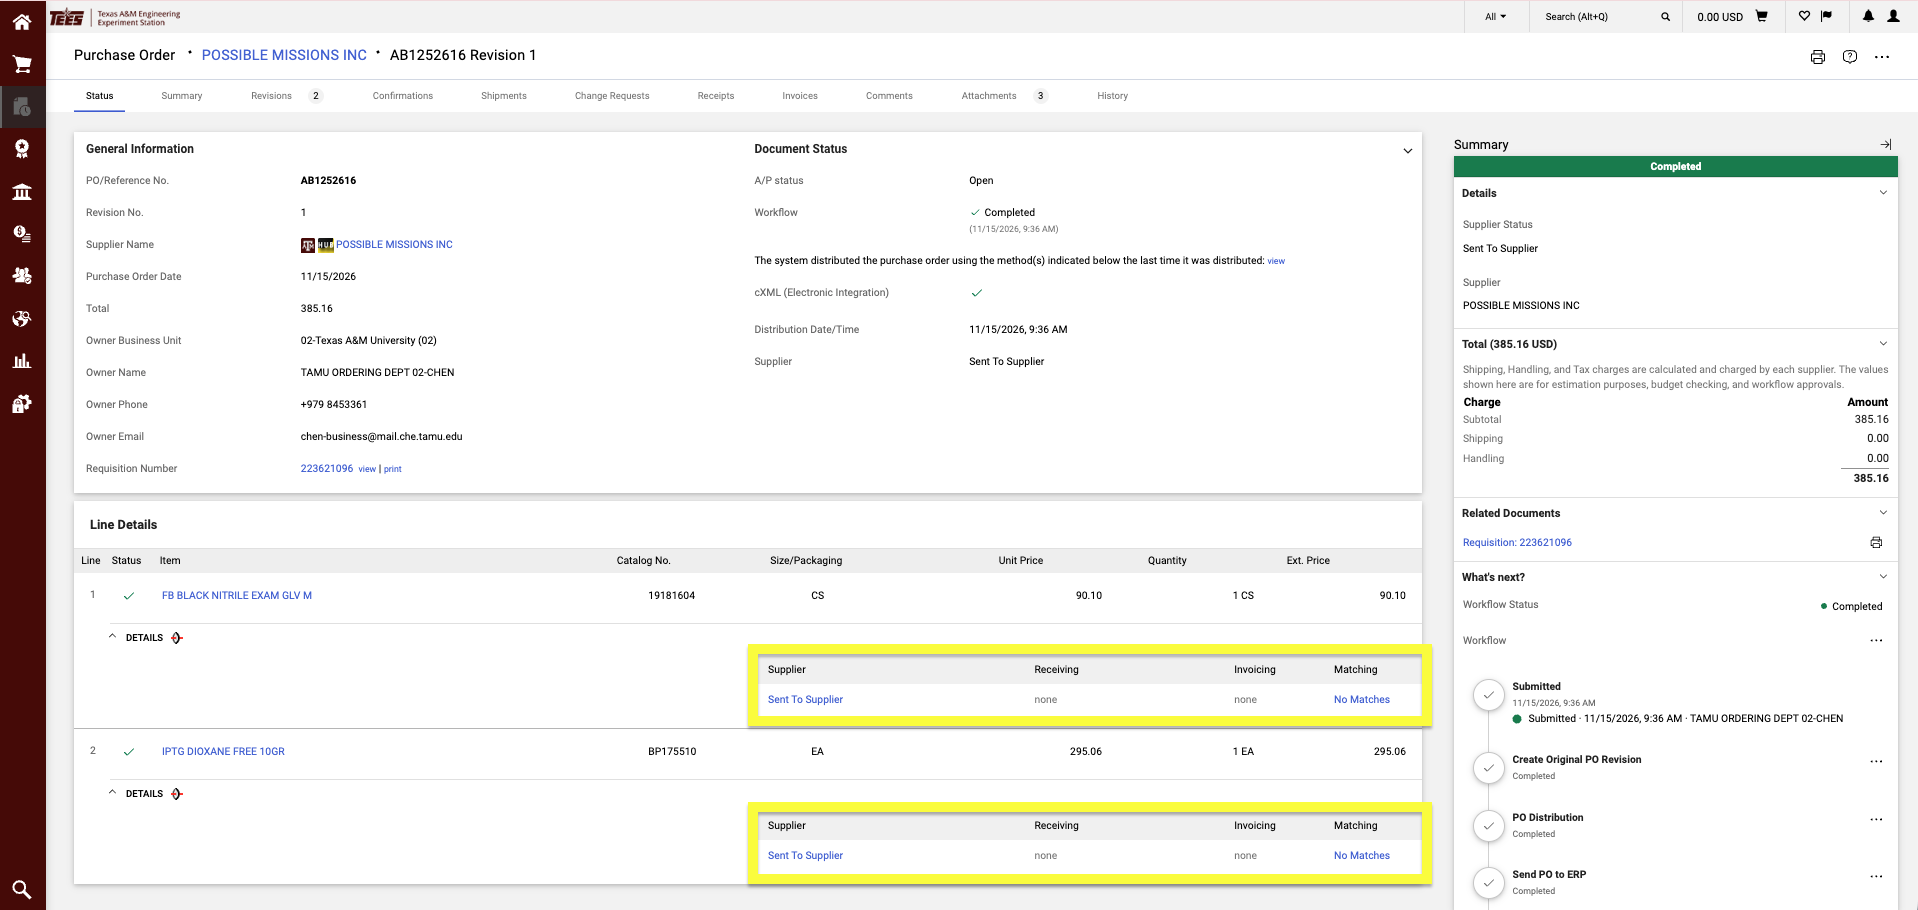 TEES Texas A&M Engineering
Experiment Station
All
Search (Alt+Q)
0.00 USD
Purchase Order • POSSIBLE MISSIONS INC • AB1252616 Revision 1
Status Summary Revisions 2 Confirmations Shipments Change Requests Receipts Invoices Comments Attachments 3 History
General Information
PO/Reference No. AB1252616
Revision No. 1
Supplier Name ATM HUB POSSIBLE MISSIONS INC
Purchase Order Date 11/15/2026
Total 385.16
Owner Business Unit 02-Texas A&M University (02)
Owner Name TAMU ORDERING DEPT 02-CHEN
Owner Phone +979 8453361
Owner Email chen-business@mail.che.tamu.edu
Requisition Number 223621096 view | print
Document Status
A/P status Open
Workflow Completed
(11/15/2026, 9:36 AM)
The system distributed the purchase order using the method(s) indicated below the last time it was distributed: view
cXML (Electronic Integration)
Distribution Date/Time 11/15/2026, 9:36 AM
Supplier Sent To Supplier
Line Details
Line Status Item Catalog No. Size/Packaging Unit Price Quantity Ext. Price
1 FB BLACK NITRILE EXAM GLV M 19181604 CS 90.10 1 CS 90.10
DETAILS
Supplier Receiving Invoicing Matching
Sent To Supplier none none No Matches
2 IPTG DIOXANE FREE 10GR BP175510 EA 295.06 1 EA 295.06
DETAILS
Supplier Receiving Invoicing Matching
Sent To Supplier none none No Matches
Summary
Completed
Details
Supplier Status
Sent To Supplier
Supplier
POSSIBLE MISSIONS INC
Total (385.16 USD)
Shipping, Handling, and Tax charges are calculated and charged by each supplier. The values
shown here are for estimation purposes, budget checking, and workflow approvals.
Charge Amount
Subtotal 385.16
Shipping 0.00
Handling 0.00
385.16
Related Documents
Requisition: 223621096
What's next?
Workflow Status Completed
Workflow
Submitted
11/15/2026, 9:36 AM
Submitted · 11/15/2026, 9:36 AM · TAMU ORDERING DEPT 02-CHEN
Create Original PO Revision
Completed
PO Distribution
Completed
Send PO to ERP
Completed